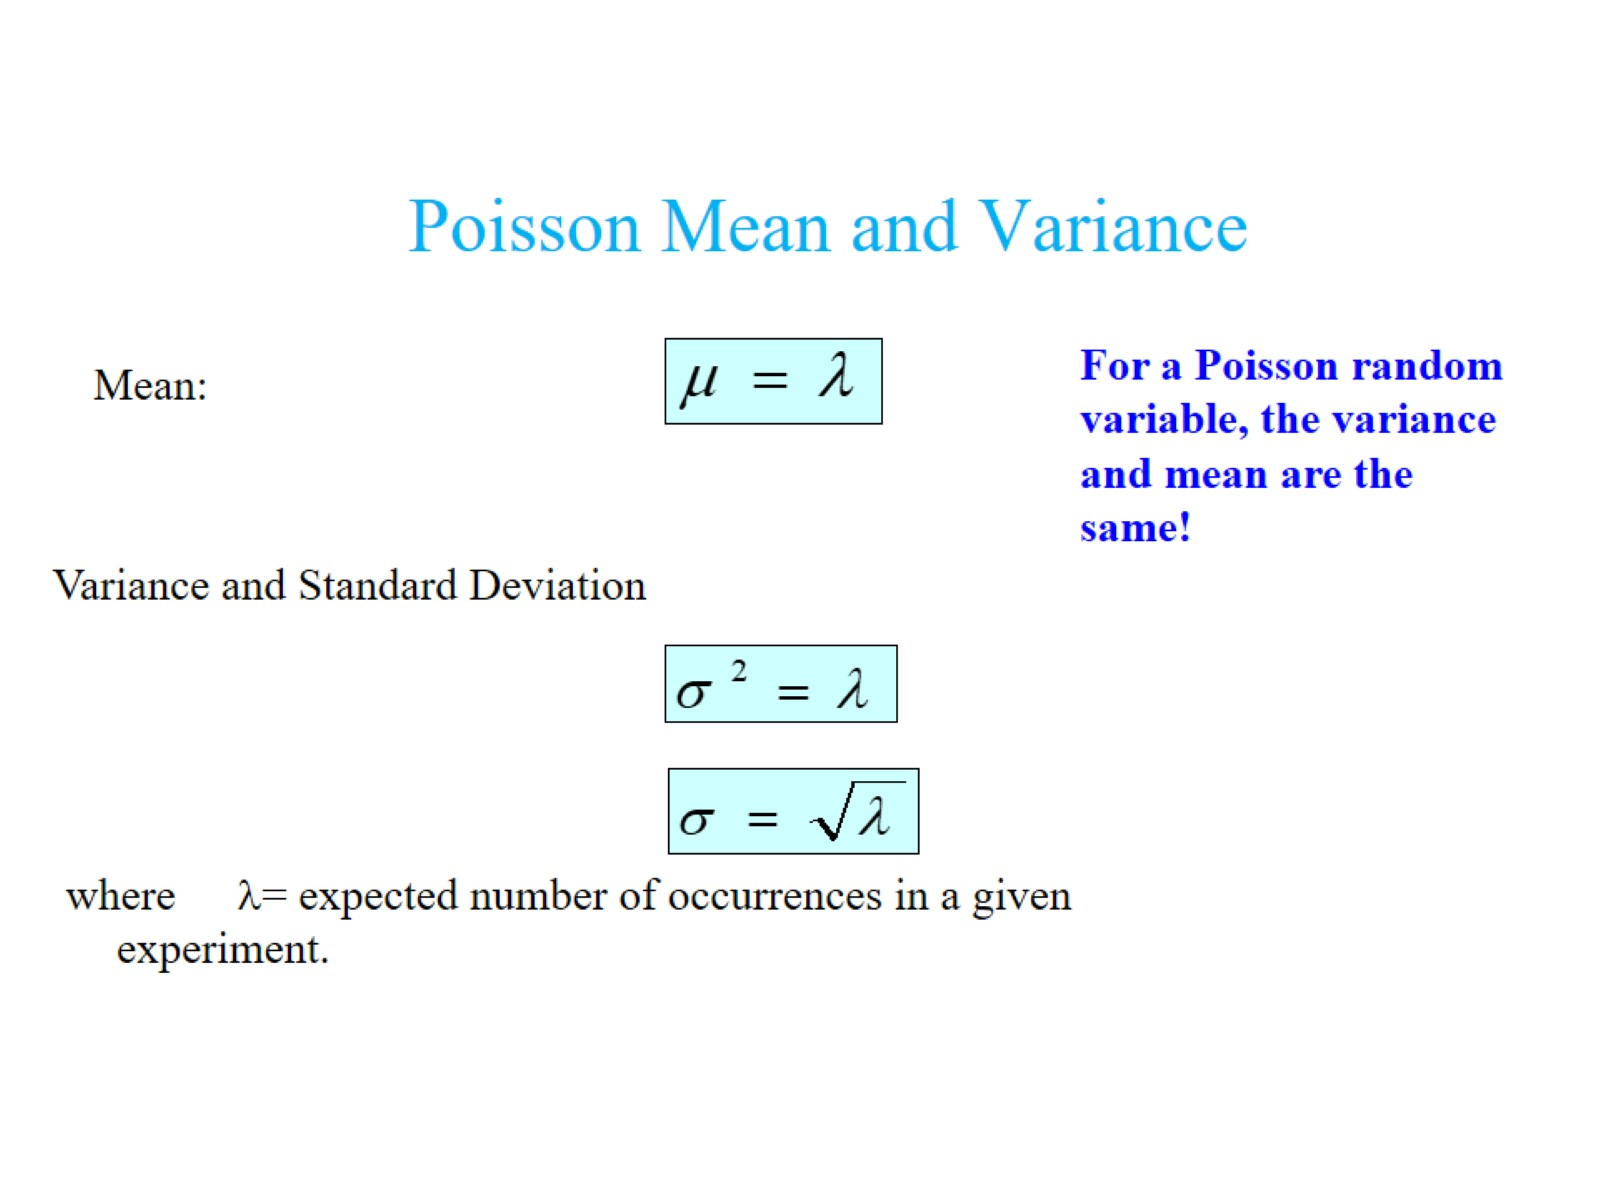 Poisson Mean and Variance
Mean:
μ = λ
For a Poisson random
variable, the variance
and mean are the
same!
Variance and Standard Deviation
σ² = λ
σ = √λ
where λ= expected number of occurrences in a given
experiment.